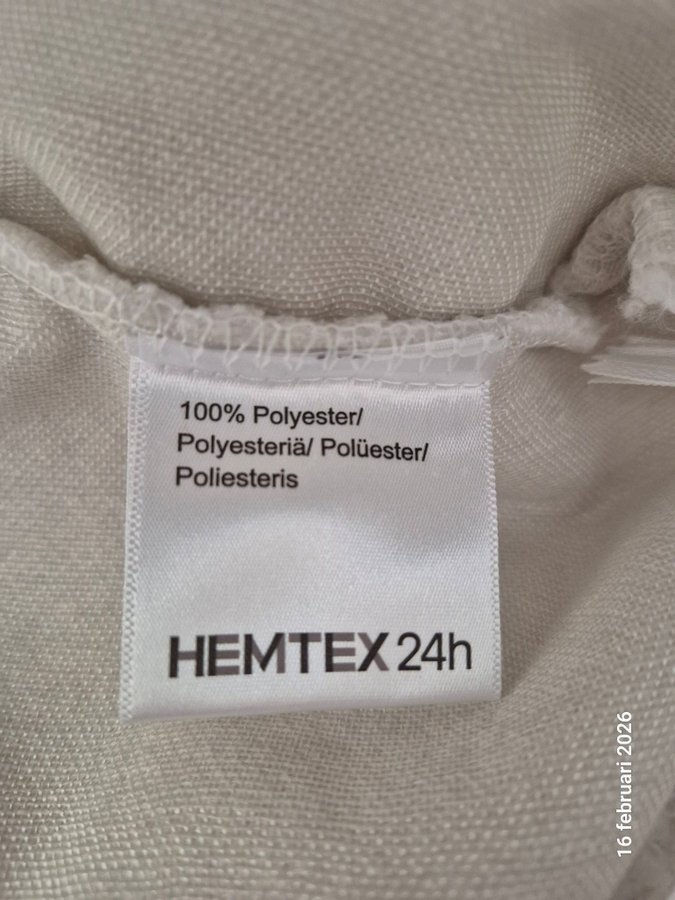 100% Polyester/
Polyesteriä/ Polüester/
Poliesteris
HEMTEX 24h
16 februari 2026